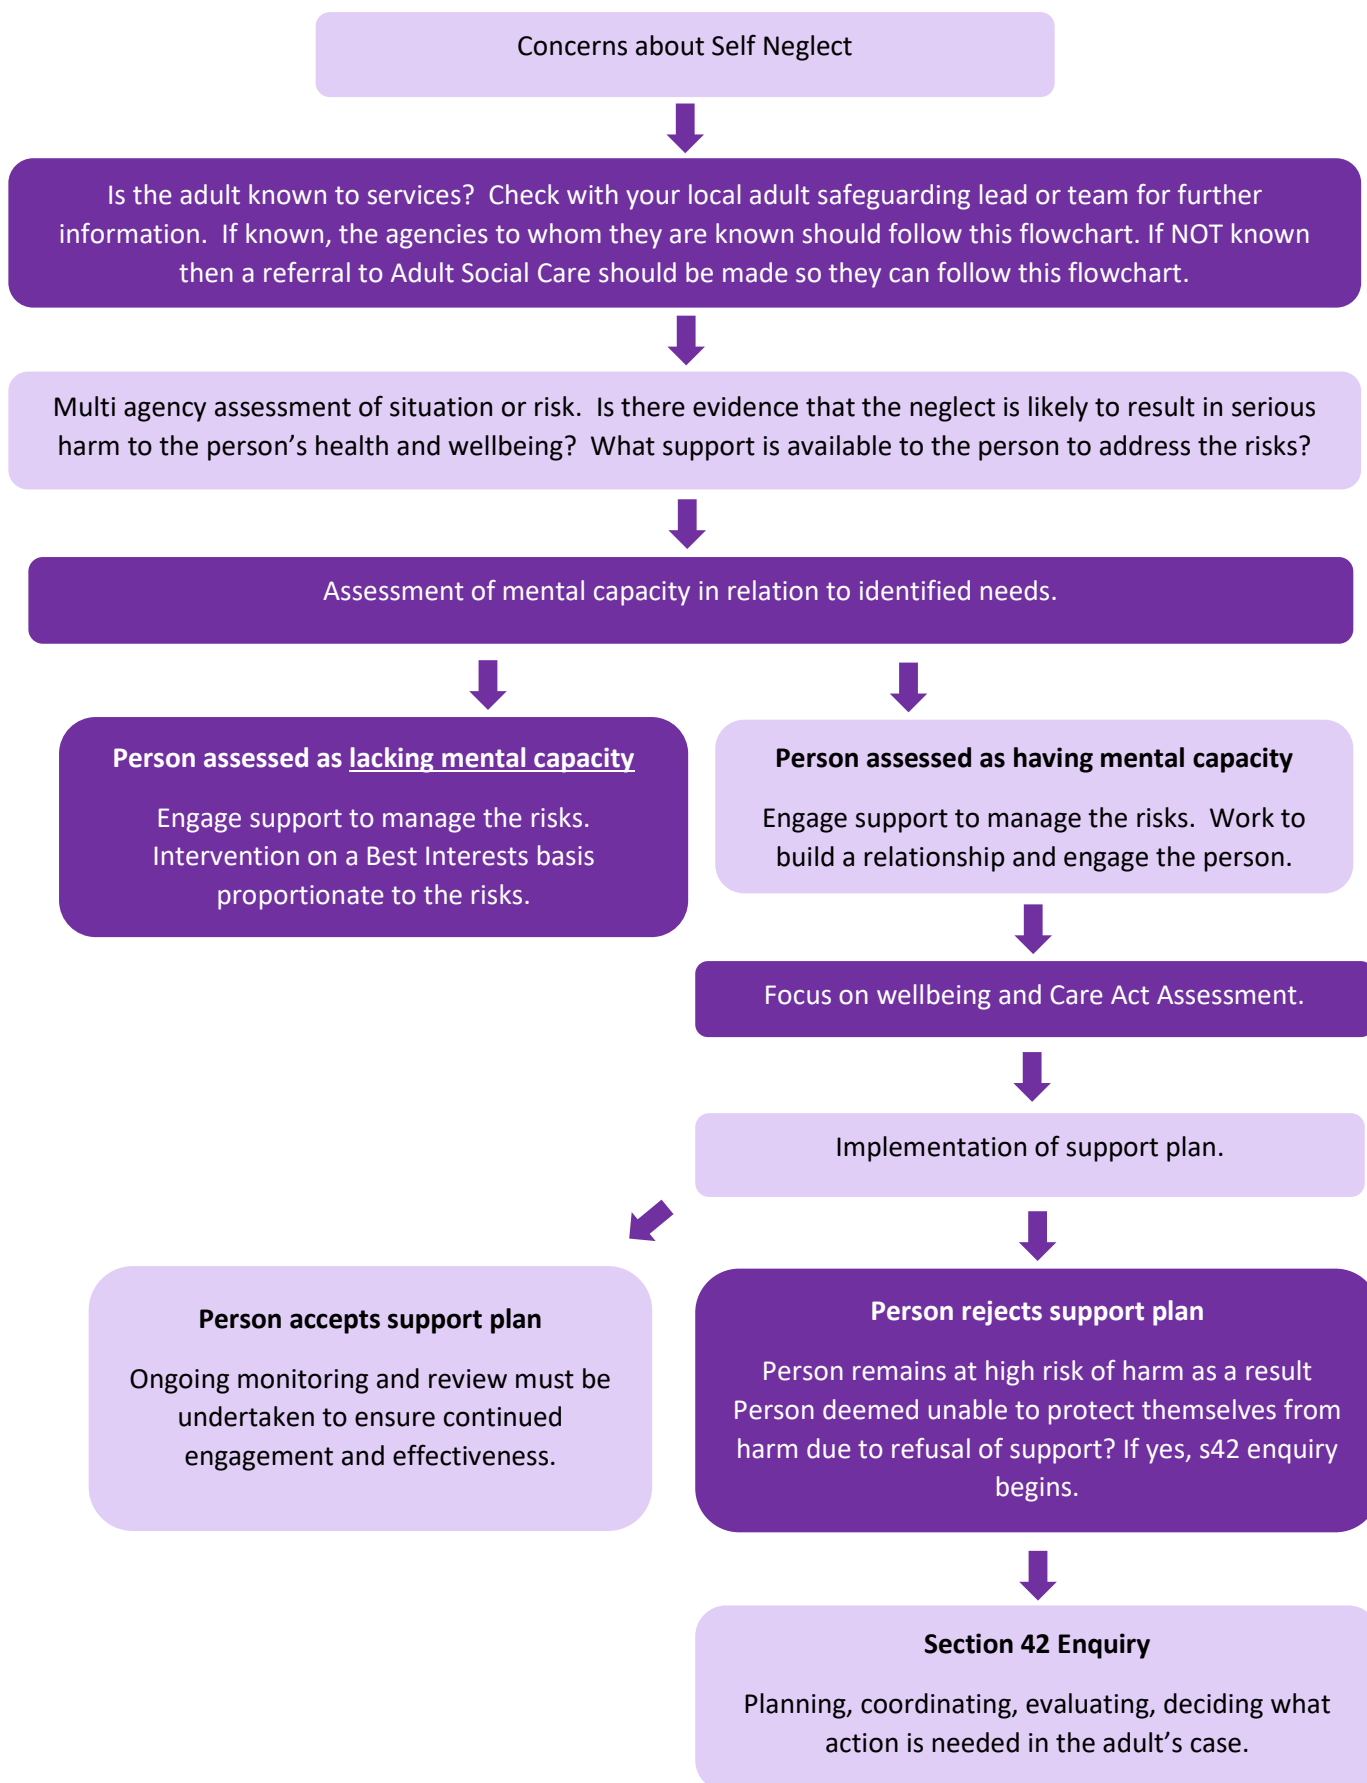 Concerns about Self Neglect
Is the adult known to services?  Check with your local adult safeguarding lead or team for further
information.  If known, the agencies to whom they are known should follow this flowchart. If NOT known
then a referral to Adult Social Care should be made so they can follow this flowchart.
Multi agency assessment of situation or risk.  Is there evidence that the neglect is likely to result in serious
harm to the person’s health and wellbeing?  What support is available to the person to address the risks?
Assessment of mental capacity in relation to identified needs.
Person assessed as lacking mental capacity
Engage support to manage the risks.
Intervention on a Best Interests basis
proportionate to the risks.
Person assessed as having mental capacity
Engage support to manage the risks.  Work to
build a relationship and engage the person.
Focus on wellbeing and Care Act Assessment.
Implementation of support plan.
Person accepts support plan
Ongoing monitoring and review must be
undertaken to ensure continued
engagement and effectiveness.
Person rejects support plan
Person remains at high risk of harm as a result
Person deemed unable to protect themselves from
harm due to refusal of support? If yes, s42 enquiry
begins.
Section 42 Enquiry
Planning, coordinating, evaluating, deciding what
action is needed in the adult’s case.